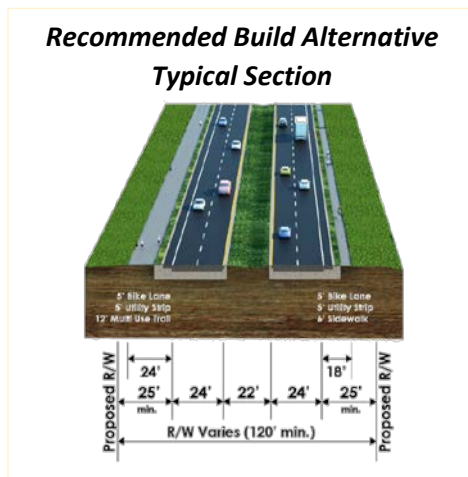 Recommended Build Alternative
Typical Section
5' Bike Lane
5' Utility Strip
12' Multi Use Trail
5' Bike Lane
5' Utility Strip
6' Sidewalk
Proposed R/W
24'
18'
25'
min.
24'
22'
24'
25'
min.
R/W Varies (120' min.)
Proposed R/W